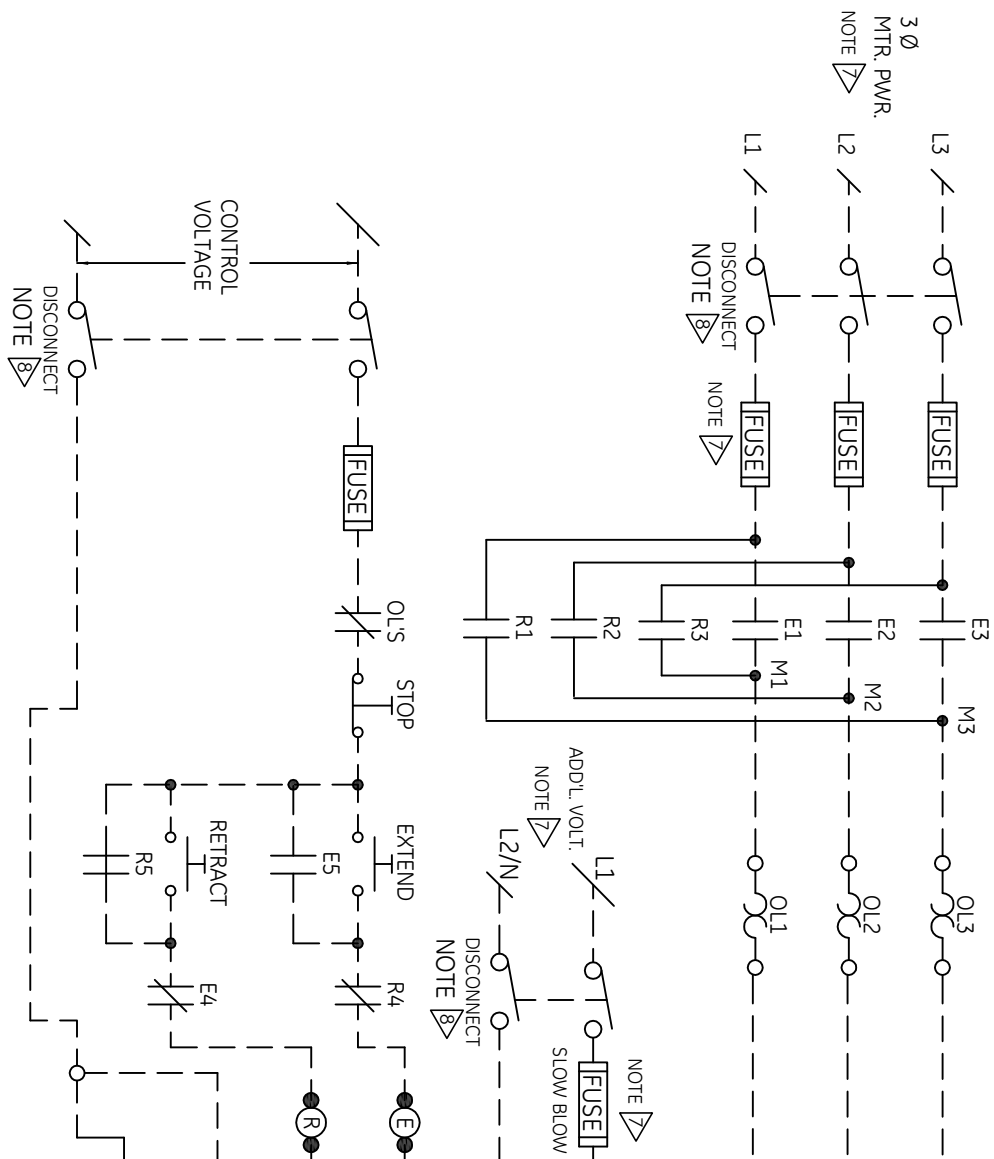 3Ø
MTR. PWR.
NOTE 7
L3
L2
L1
DISCONNECT
NOTE 8
FUSE
FUSE
FUSE
NOTE 7
E3
E2
E1
R3
R2
R1
M3
M2
M1
OL3
OL2
OL1
ADD'L. VOLT.
NOTE 7
L1
L2/N
DISCONNECT
NOTE 8
NOTE 7
FUSE
SLOW BLOW
CONTROL
VOLTAGE
DISCONNECT
NOTE 8
FUSE
OL'S
STOP
EXTEND
E5
RETRACT
R5
R4
E4
E
R